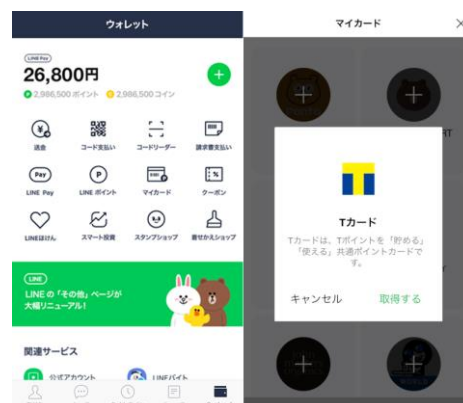 ウォレット
LINE Pay
26,800円
2,986,500 ポイント
2,986,500 コイン
送金
コード支払い
コードリーダー
請求書支払い
Pay
P
LINE Pay
LINE ポイント
マイカード
クーポン
LINEほけん
スマート投資
スタンプショップ
着せかえショップ
LINE
LINE の「その他」ページが
大幅リニューアル!
関連サービス
公式アカウント
LINEバイト
マイカード
Tカード
Tカードは、Tポイントを「貯める」
「使える」共通ポイントカードで
す。
キャンセル
取得する